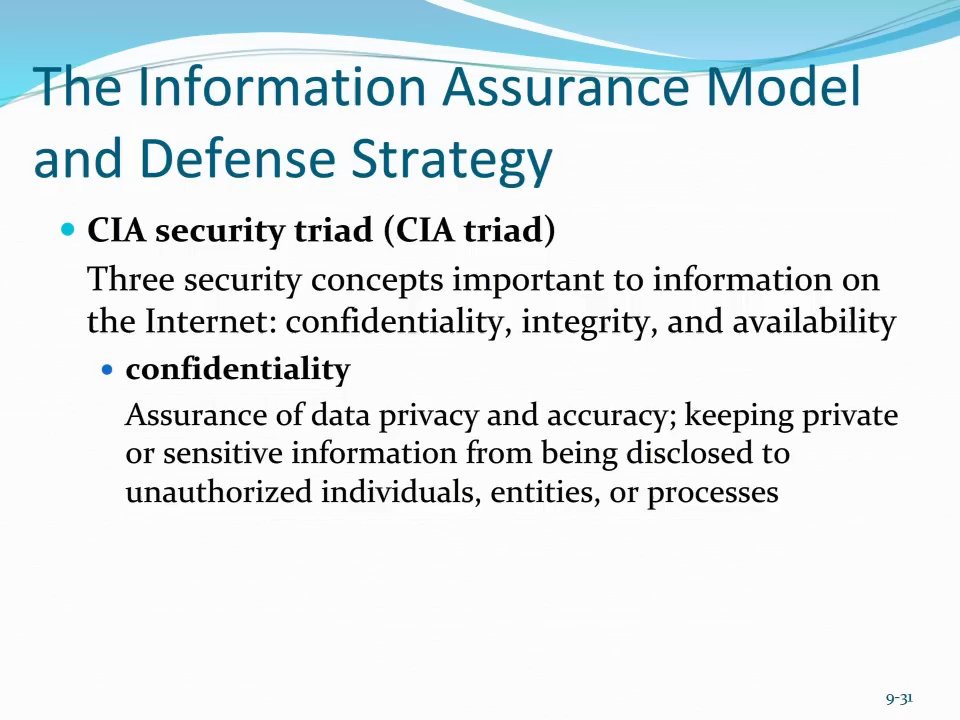 The Information Assurance Model
and Defense Strategy
CIA security triad (CIA triad)
Three security concepts important to information on
the Internet: confidentiality, integrity, and availability
confidentiality
Assurance of data privacy and accuracy; keeping private
or sensitive information from being disclosed to
unauthorized individuals, entities, or processes
9-31